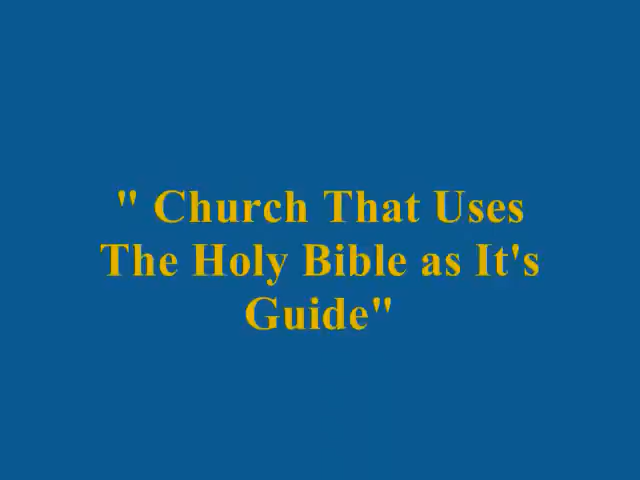 " Church That Uses
The Holy Bible as It's
Guide"